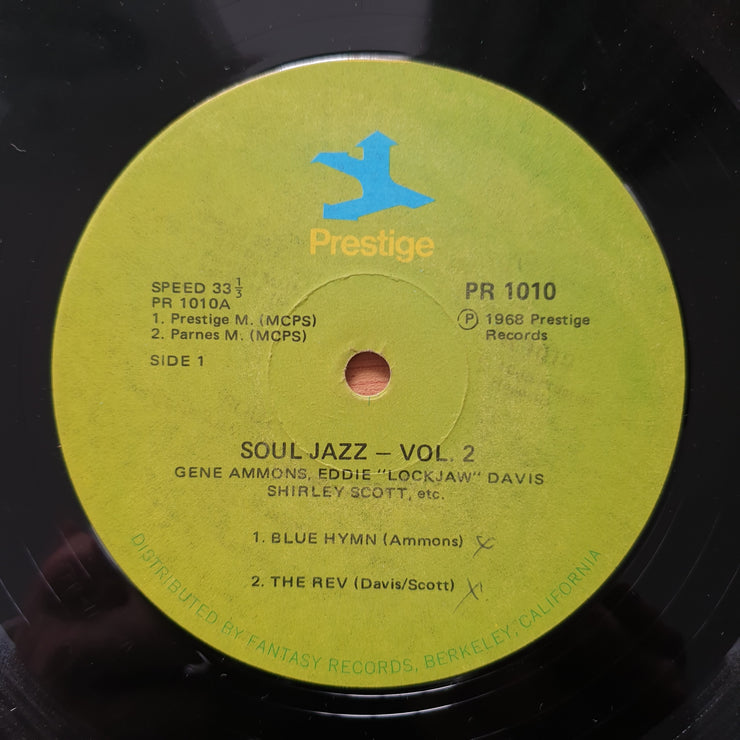 Prestige
SPEED 33 1/3
PR 1010A
1. Prestige M. (MCPS)
2. Parnes M. (MCPS)
SIDE 1
PR 1010
Ⓟ 1968 Prestige
Records
SOUL JAZZ – VOL. 2
GENE AMMONS, EDDIE "LOCKJAW" DAVIS
SHIRLEY SCOTT, etc.
1. BLUE HYMN (Ammons) X
2. THE REV (Davis/Scott) X!
DISTRIBUTED BY FANTASY RECORDS, BERKELEY, CALIFORNIA